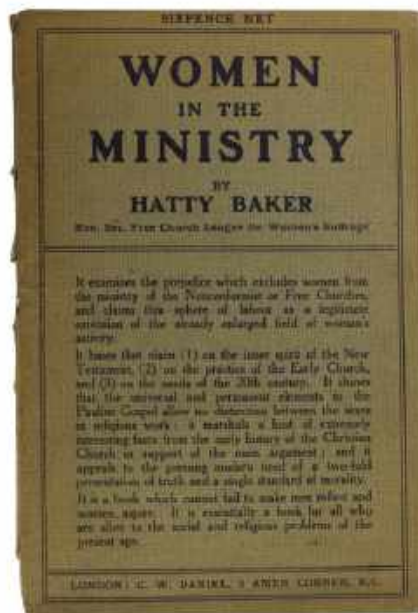 SIXPENCE NET
WOMEN
IN THE
MINISTRY
BY
HATTY BAKER
Hon. Sec. Free Church League for Women's Suffrage
It examines the prejudice which excludes women from
the ministry of the Nonconformist or Free Churches,
and claims this sphere of labour as a legitimate
extension of the already enlarged field of woman's
activity.
It bases that claim (1) on the inner spirit of the New
Testament, (2) on the practice of the Early Church,
and (3) on the needs of the 20th century. It shows
that the universal and permanent elements in the
Pauline Gospel allow no distinction between the sexes
in religious work; it marshals a host of extremely
interesting facts from the early history of the Christian
Church in support of the main argument; and it
appeals to the pressing modern need of a two-fold
presentation of truth and a single standard of morality.
It is a book which cannot fail to make men reflect and
women aspire. It is essentially a book for all who
are alive to the social and religious problems of the
present age.
LONDON: C. W. DANIEL, 3 AMEN CORNER, E.C.